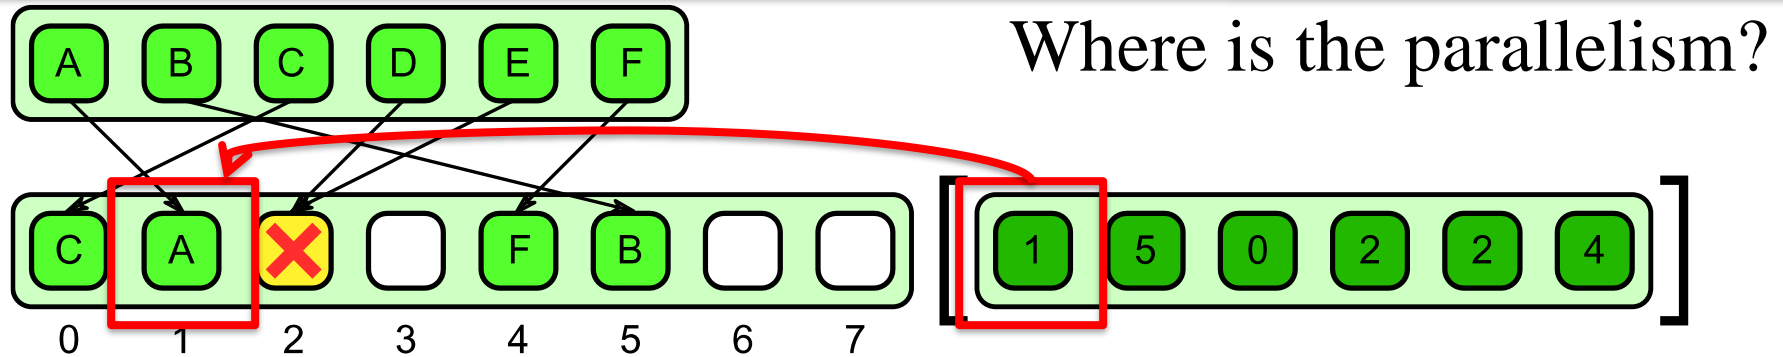 Where is the parallelism?
A B C D E F
C A F B [ 1 5 0 2 2 4 ]
0 1 2 3 4 5 6 7